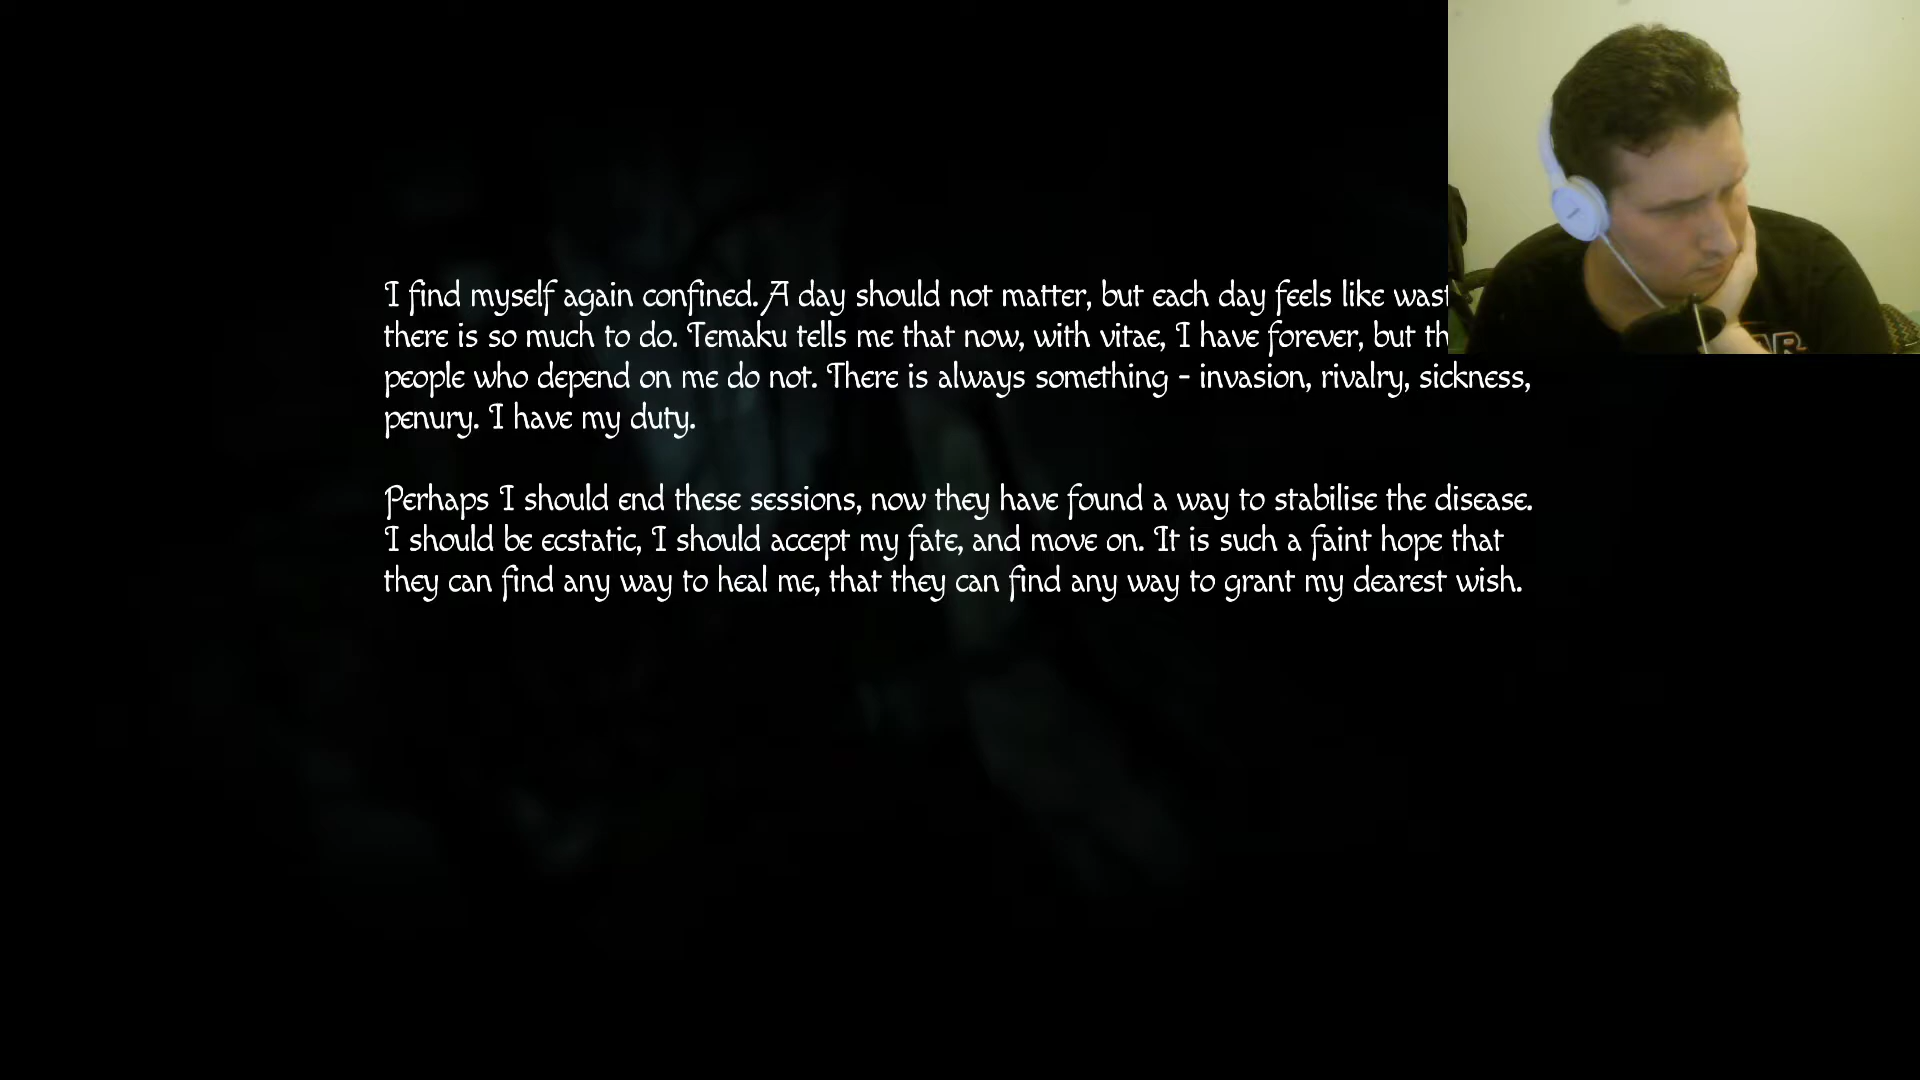 I find myself again confined. A day should not matter, but each day feels like
there is so much to do. Temaku tells me that now, with vitae, I have forever, but
people who depend on me do not. There is always something - invasion, rivalry, sickness,
penury. I have my duty.
Perhaps I should end these sessions, now they have found a way to stabilise the disease.
I should be ecstatic, I should accept my fate, and move on. It is such a faint hope that
they can find any way to heal me, that they can find any way to grant my dearest wish.